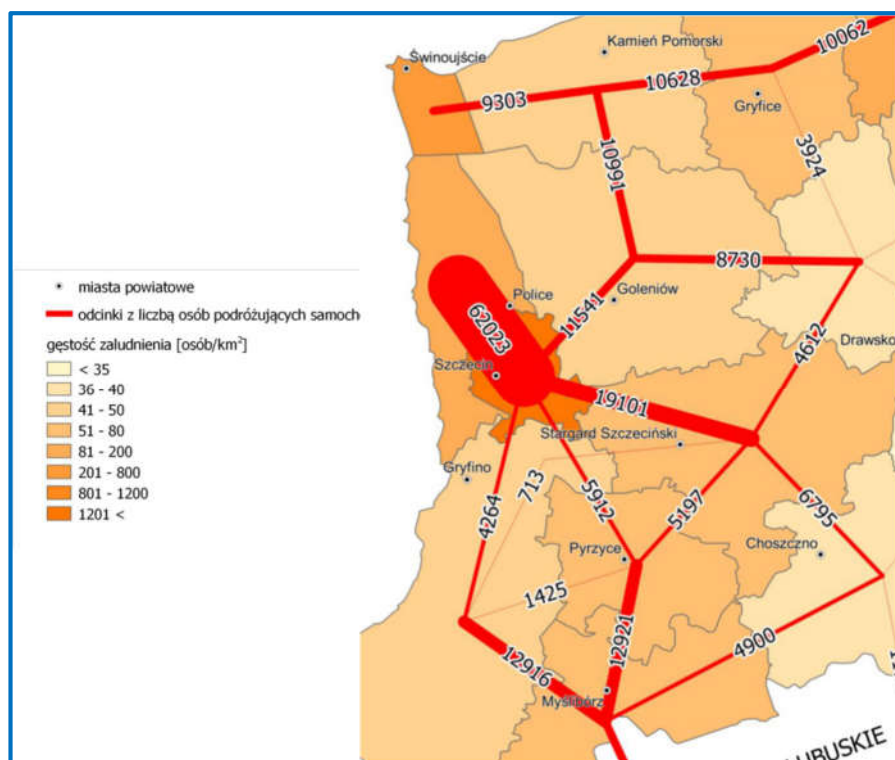 Świnoujście
Kamień Pomorski
10062
9303
10628
Gryfice
10991
3924
miasta powiatowe
odcinki z liczbą osób podróżujących samoch
gęstość zaludnienia [osób/km²]
< 35
36 - 40
41 - 50
51 - 80
81 - 200
201 - 800
801 - 1200
1201 <
8730
Police
Goleniów
11541
62023
4612
Drawsko
Szczecin
19101
Stargard Szczeciński
Gryfino
713
4264
5912
5197
6795
Pyrzyce
Choszczno
1425
12916
12921
4900
Myślibórz
UBUSKIE